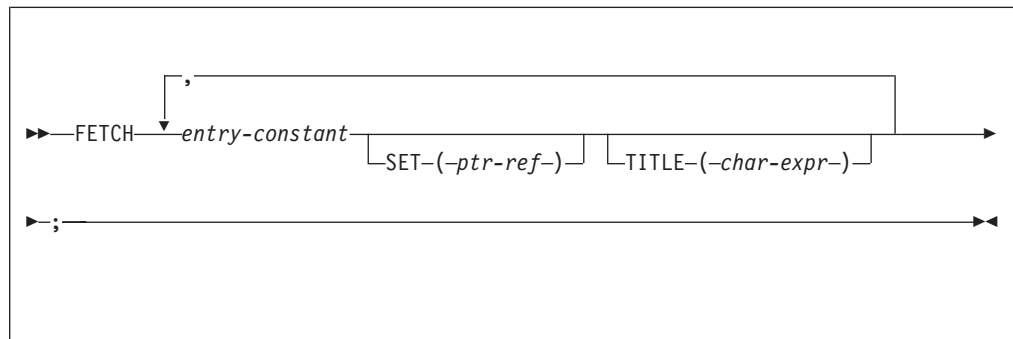 ,
FETCH entry-constant
SET (ptr-ref) TITLE (char-expr)
;